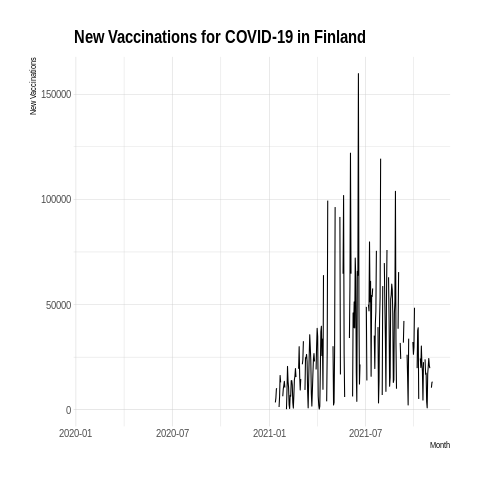 New Vaccinations for COVID-19 in Finland
New Vaccinations
150000
100000
50000
0
2020-01 2020-07 2021-01 2021-07
Month